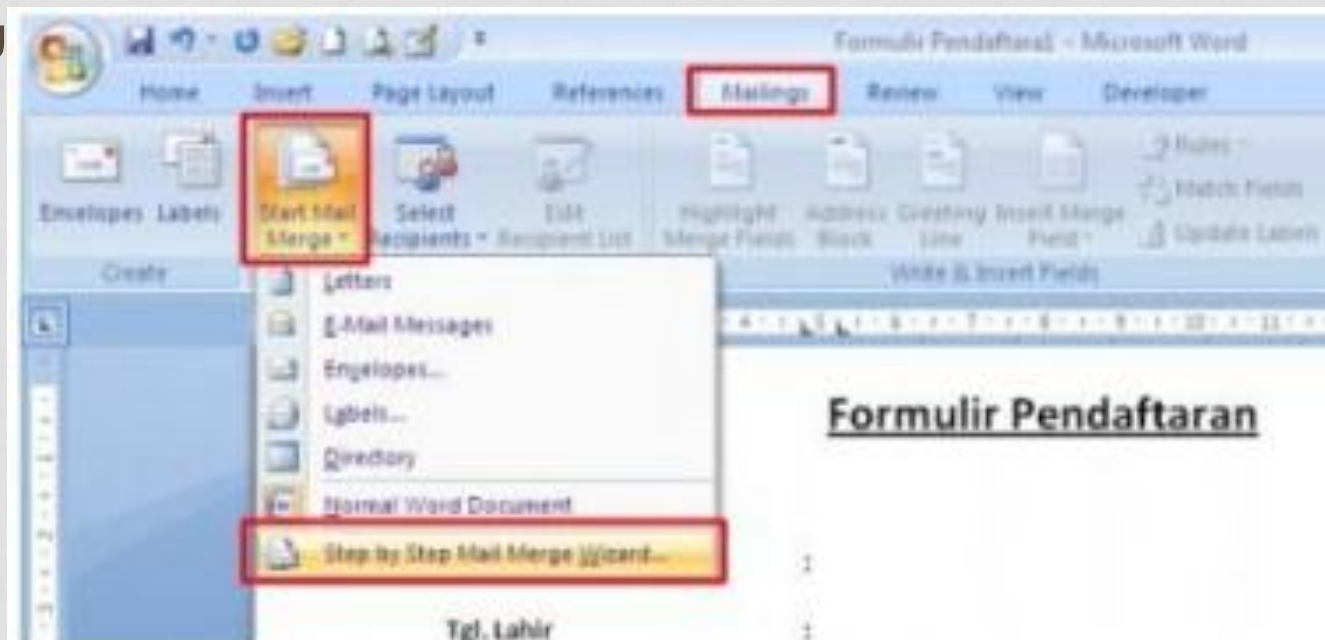 Formulir Pendaftara1 - Microsoft Word
Home Insert Page Layout References Mailings Review View Developer
Envelopes Labels Start Mail Merge Select Recipients Edit Recipient List Highlight Merge Fields Address Block Greeting Line Insert Merge Field Rules
Match Fields
Update Labels
Create Write & Insert Fields
Letters
E-Mail Messages
Envelopes...
Labels...
Directory
Normal Word Document
Step by Step Mail Merge Wizard...
Formulir Pendaftaran
:
Tgl. Lahir :